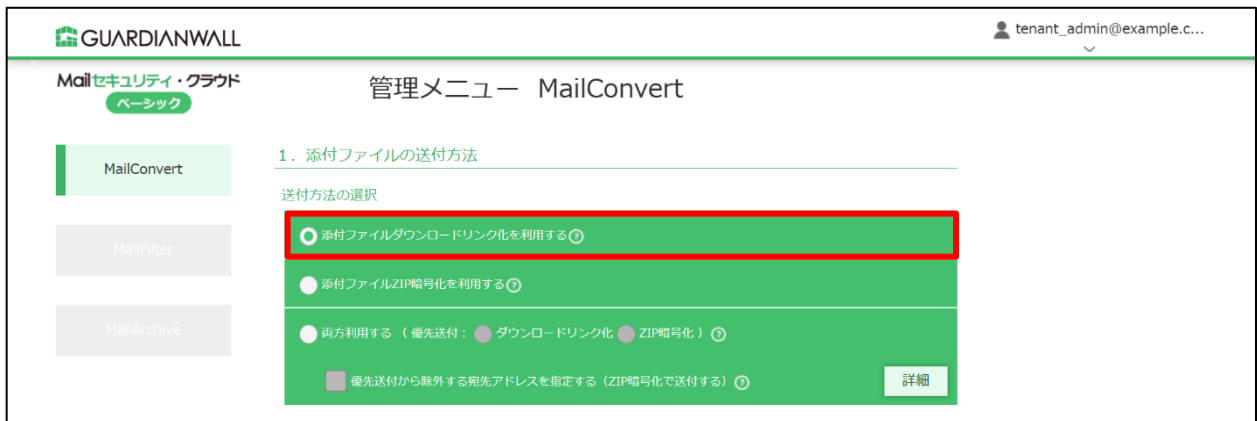 GUARDIANWALL
tenant_admin@example.c...
Mailセキュリティ・クラウド
ベーシック
管理メニュー MailConvert
MailConvert
MailFilter
MailArchive
1. 添付ファイルの送付方法
送付方法の選択
添付ファイルダウンロードリンク化を利用する?
添付ファイルZIP暗号化を利用する?
両方利用する ( 優先送付: ダウンロードリンク化 ZIP暗号化 ) ?
優先送付から除外する宛先アドレスを指定する(ZIP暗号化で送付する) ?
詳細